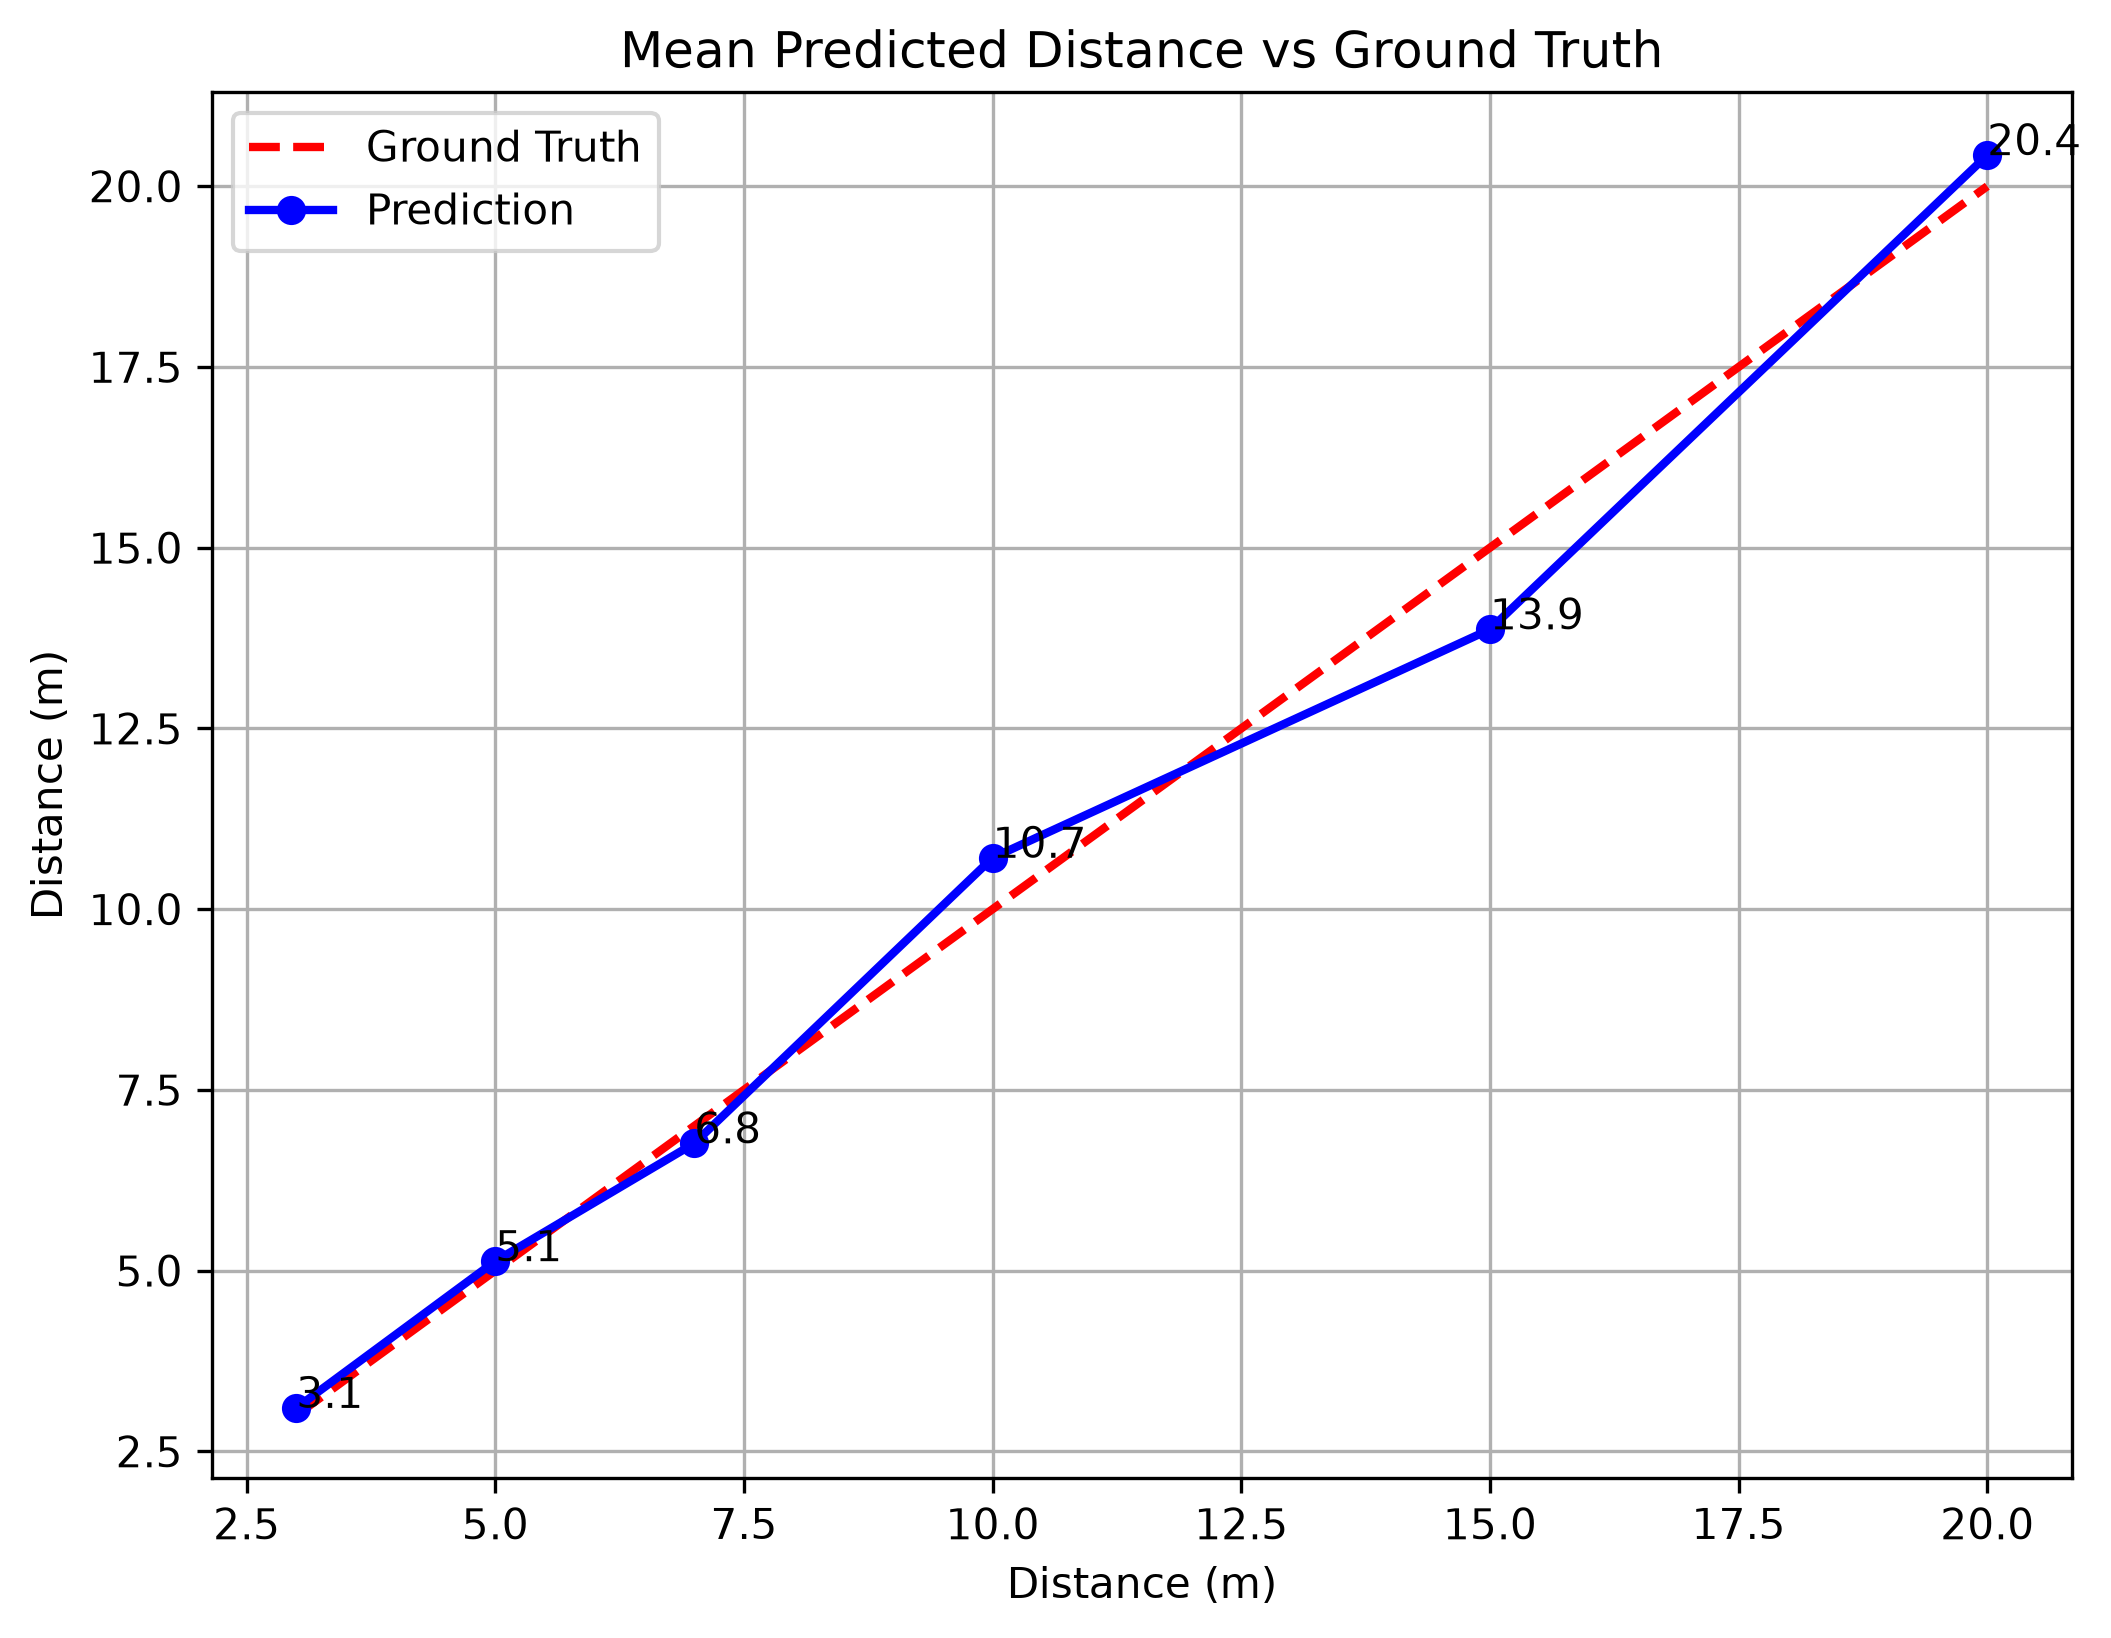 Mean Predicted Distance vs Ground Truth
Ground Truth
Prediction
20.0
17.5
15.0
12.5
10.0
7.5
5.0
2.5
Distance (m)
20.4
13.9
10.7
6.8
5.1
3.1
2.5 5.0 7.5 10.0 12.5 15.0 17.5 20.0
Distance (m)